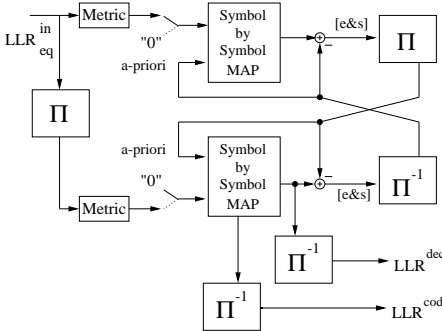 LLR in eq
Metric
"0"
Symbol
by
Symbol
MAP
−
[e&s]
Π
a-priori
Π
a-priori
Metric
"0"
Symbol
by
Symbol
MAP
−
[e&s]
Π-1
Π-1
LLR dec
Π-1
LLR cod